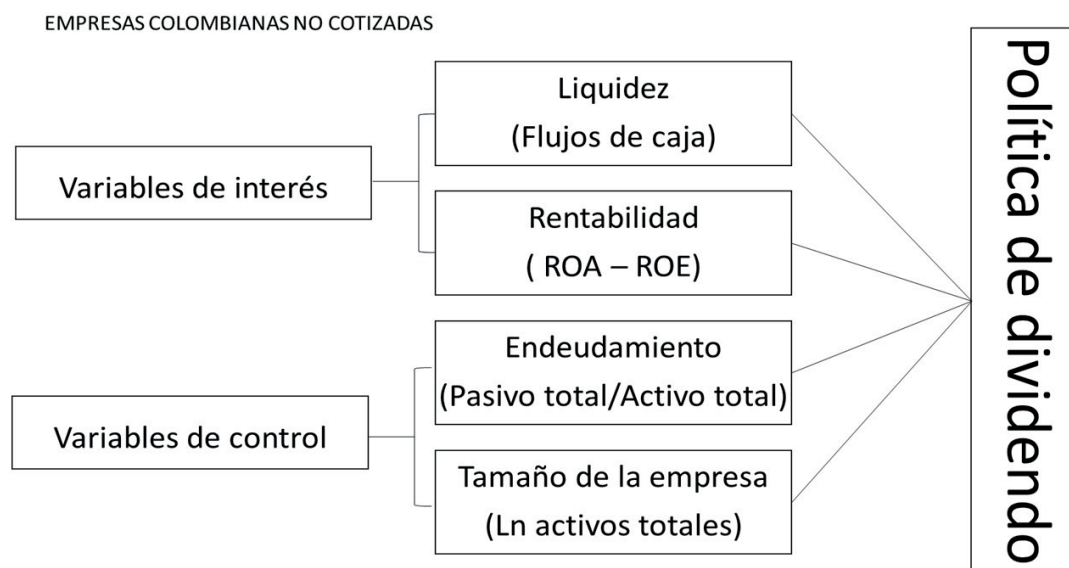 EMPRESAS COLOMBIANAS NO COTIZADAS
Variables de interés
Liquidez
(Flujos de caja)
Rentabilidad
( ROA – ROE)
Variables de control
Endeudamiento
(Pasivo total/Activo total)
Tamaño de la empresa
(Ln activos totales)
Política de dividendo